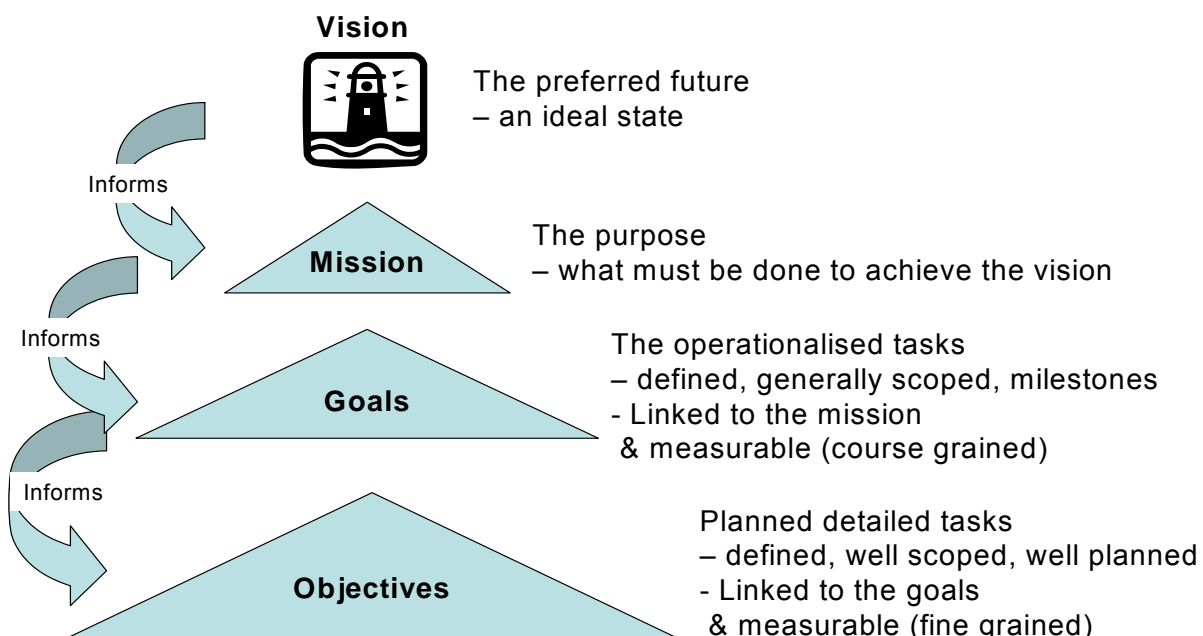 Vision
The preferred future
– an ideal state
Informs
Mission
The purpose
– what must be done to achieve the vision
Informs
Goals
The operationalised tasks
– defined, generally scoped, milestones
- Linked to the mission
& measurable (course grained)
Informs
Objectives
Planned detailed tasks
– defined, well scoped, well planned
- Linked to the goals
& measurable (fine grained)